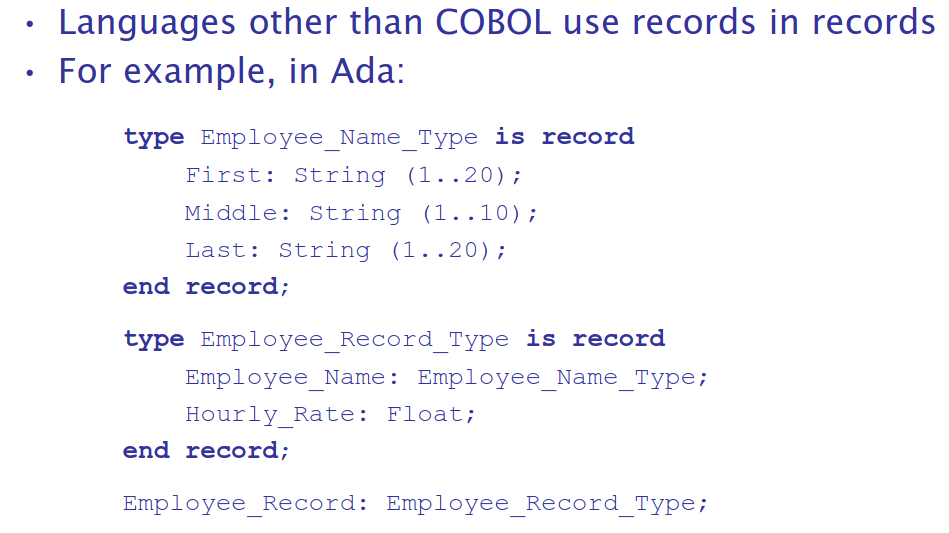 • Languages other than COBOL use records in records
• For example, in Ada:
type Employee_Name_Type is record
First: String (1..20);
Middle: String (1..10);
Last: String (1..20);
end record;
type Employee_Record_Type is record
Employee_Name: Employee_Name_Type;
Hourly_Rate: Float;
end record;
Employee_Record: Employee_Record_Type;